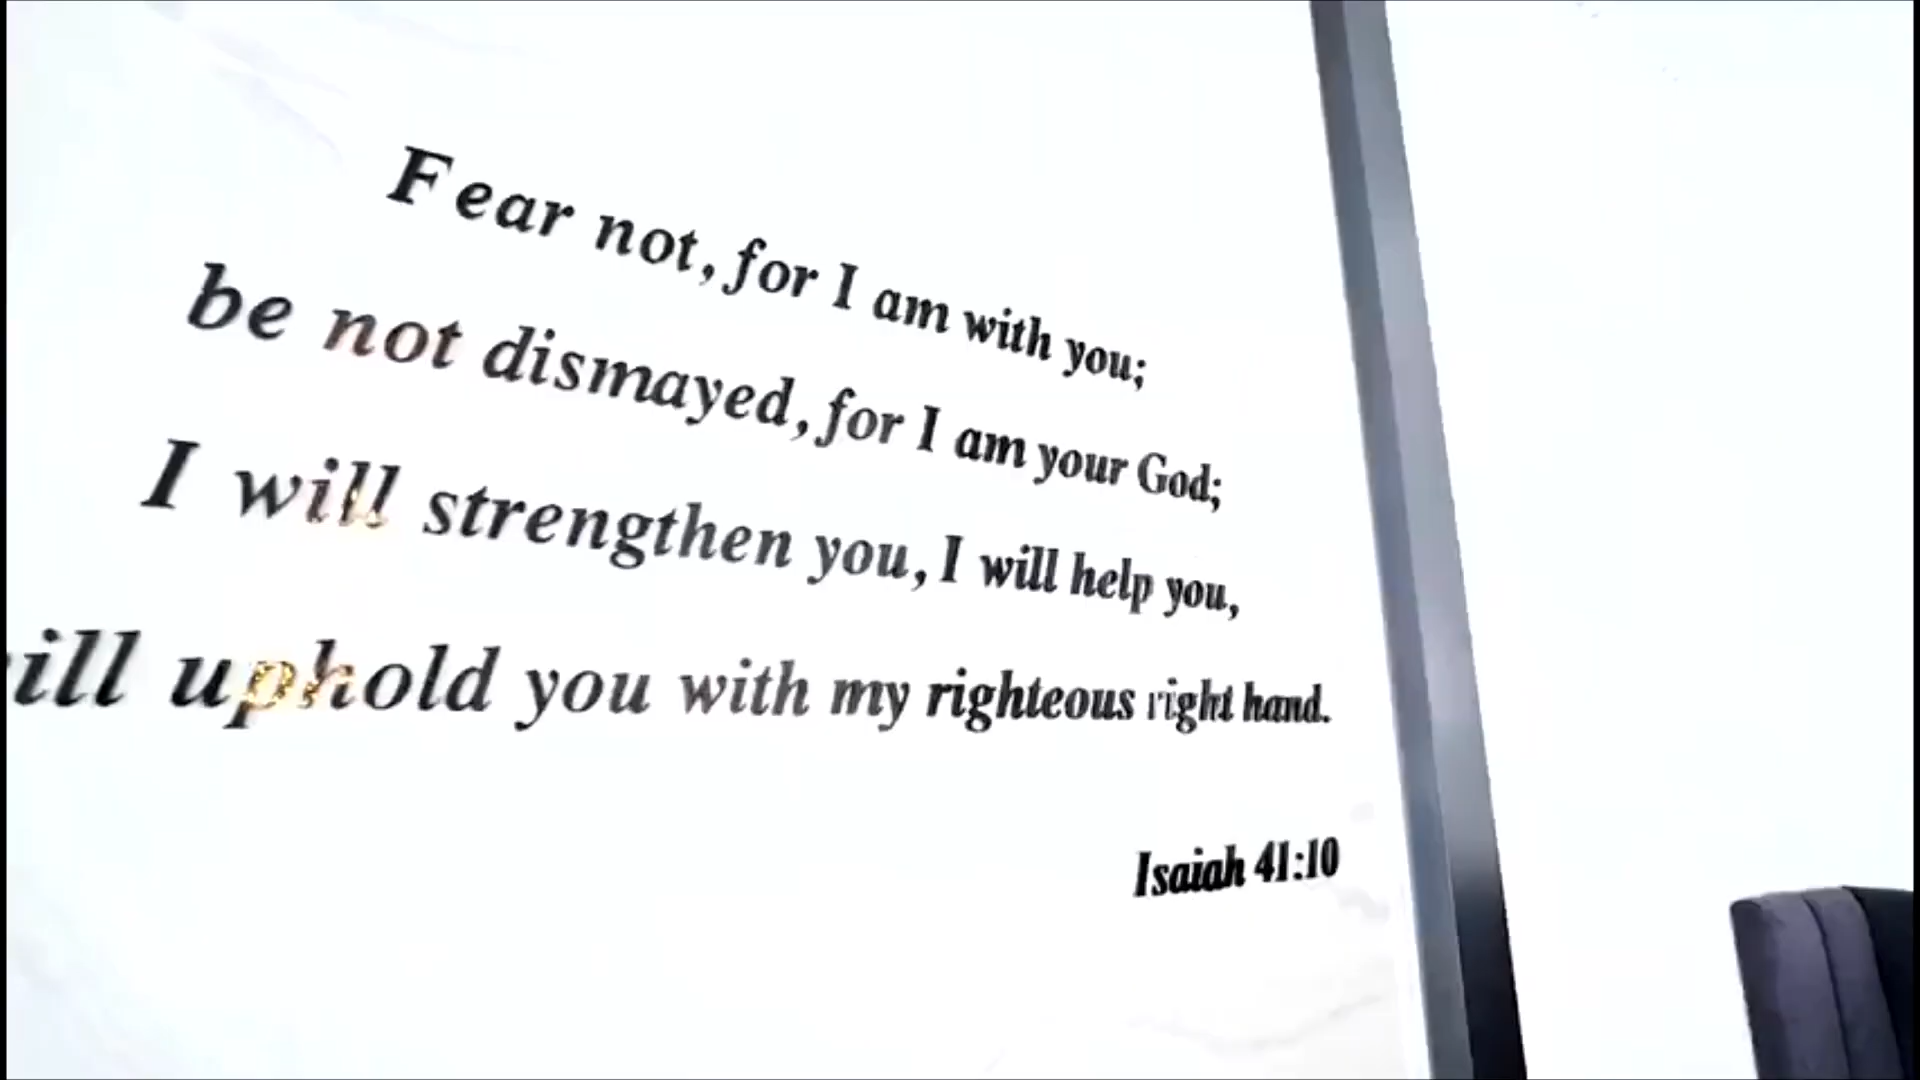 Fear not, for I am with you;
be not dismayed, for I am your God;
I will strengthen you, I will help you,
ill uphold you with my righteous right hand.
Isaiah 41:10